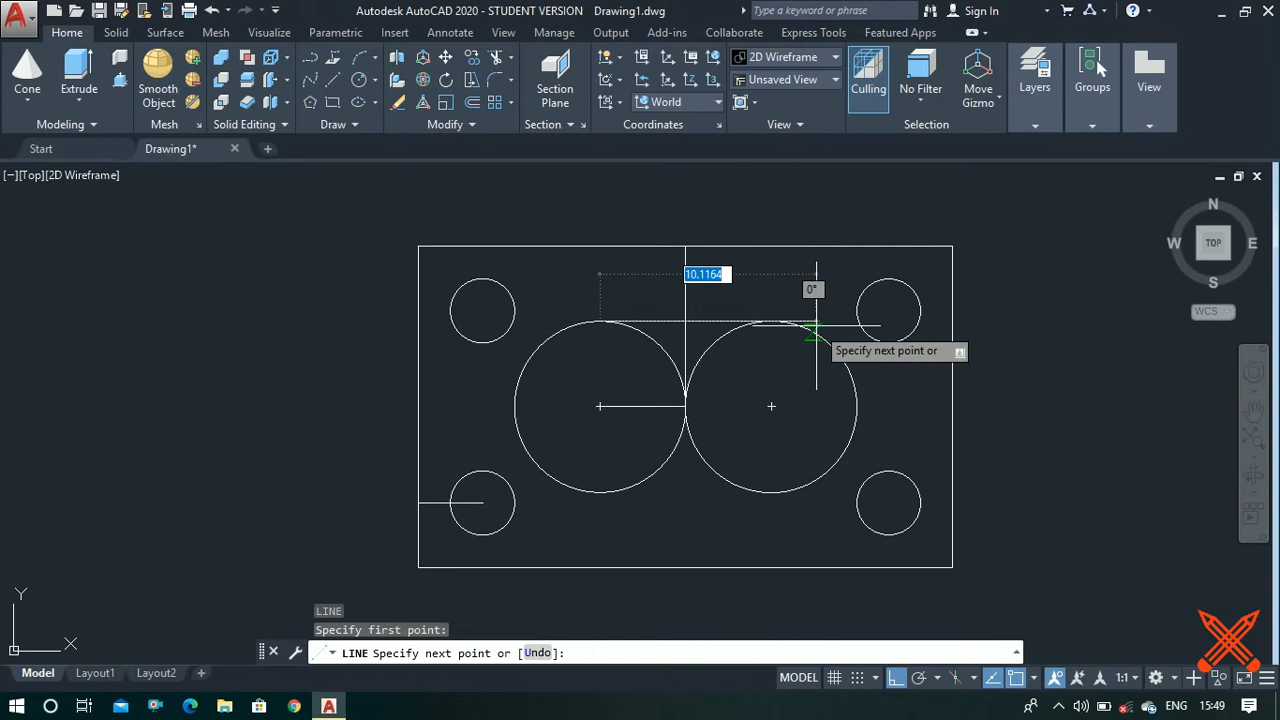 Autodesk AutoCAD 2020 - STUDENT VERSION Drawing1.dwg
Type a keyword or phrase
Sign In
Home Solid Surface Mesh Visualize Parametric Insert Annotate View Manage Output Add-ins Collaborate Express Tools Featured Apps
2D Wireframe
Unsaved View
World
Cone
Extrude
Smooth Object
Section Plane
Culling
No Filter
Move Gizmo
Layers
Groups
View
Modeling
Mesh
Solid Editing
Draw
Modify
Section
Coordinates
View
Selection
Start
Drawing1*
[−][Top][2D Wireframe]
N
W
TOP
E
S
WCS
10.1164
0°
Specify next point or
Y
X
LINE
Specify first point:
LINE Specify next point or [Undo]:
Model
Layout1
Layout2
MODEL
1:1
ENG
15:49